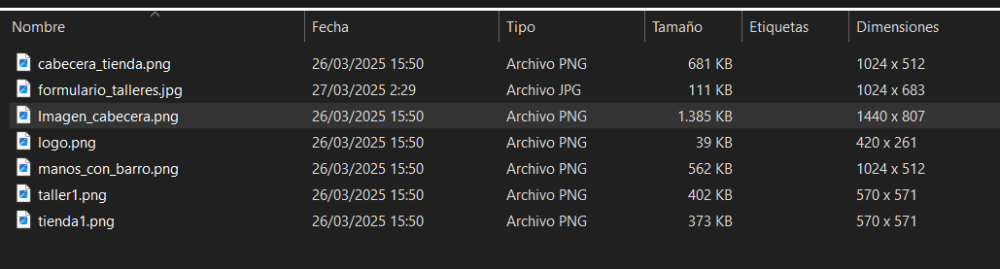 Nombre Fecha Tipo Tamaño Etiquetas Dimensiones
cabecera_tienda.png 26/03/2025 15:50 Archivo PNG 681 KB 1024 x 512
formulario_talleres.jpg 27/03/2025 2:29 Archivo JPG 111 KB 1024 x 683
Imagen_cabecera.png 26/03/2025 15:50 Archivo PNG 1.385 KB 1440 x 807
logo.png 26/03/2025 15:50 Archivo PNG 39 KB 420 x 261
manos_con_barro.png 26/03/2025 15:50 Archivo PNG 562 KB 1024 x 512
taller1.png 26/03/2025 15:50 Archivo PNG 402 KB 570 x 571
tienda1.png 26/03/2025 15:50 Archivo PNG 373 KB 570 x 571